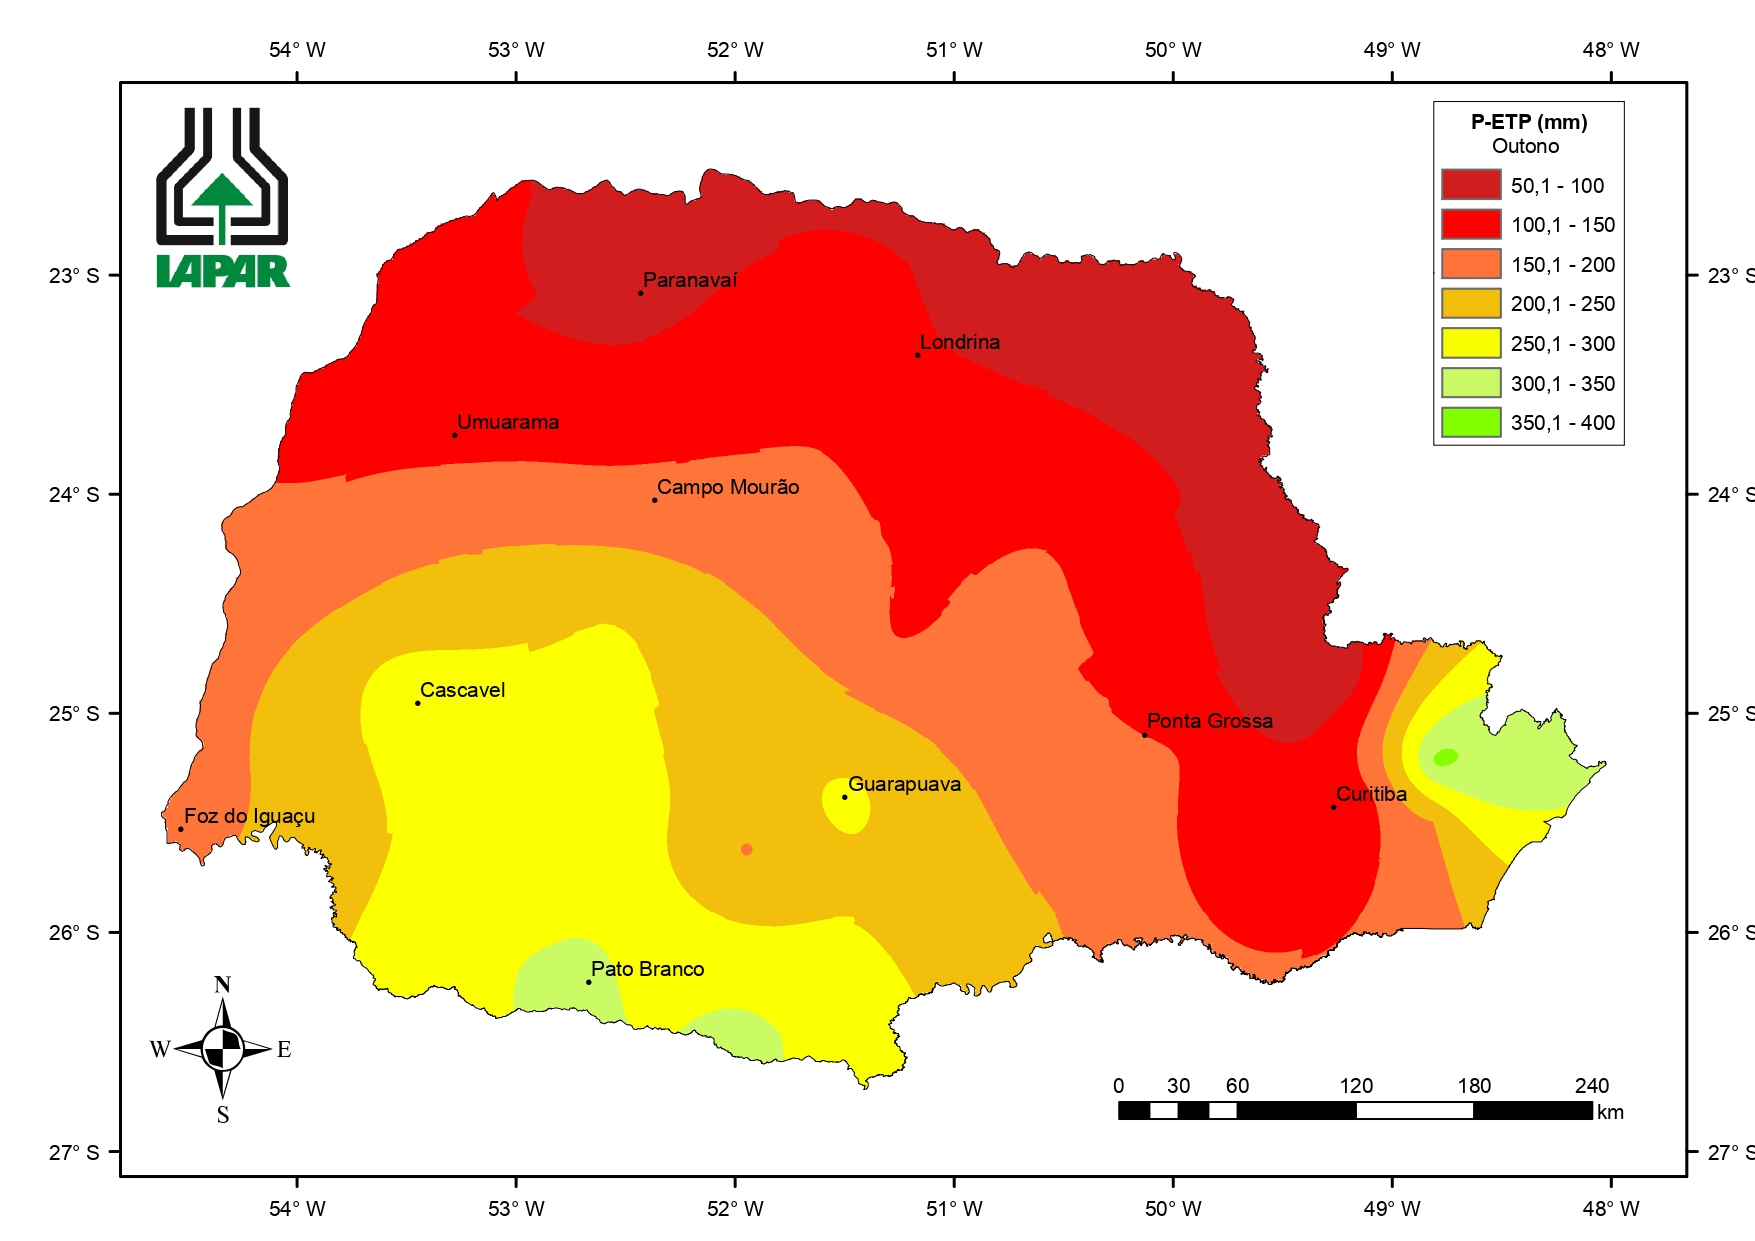 54° W 53° W 52° W 51° W 50° W 49° W 48° W
IAPAR
P-ETP (mm)
Outono
50,1 - 100
100,1 - 150
150,1 - 200
200,1 - 250
250,1 - 300
300,1 - 350
350,1 - 400
23° S 23° S
Paranavaí
Londrina
Umuarama
Campo Mourão
24° S 24° S
Cascavel
25° S 25° S
Ponta Grossa
Guarapuava
Curitiba
Foz do Iguaçu
26° S 26° S
Pato Branco
N
W E
S
0 30 60 120 180 240
km
27° S 27° S
54° W 53° W 52° W 51° W 50° W 49° W 48° W